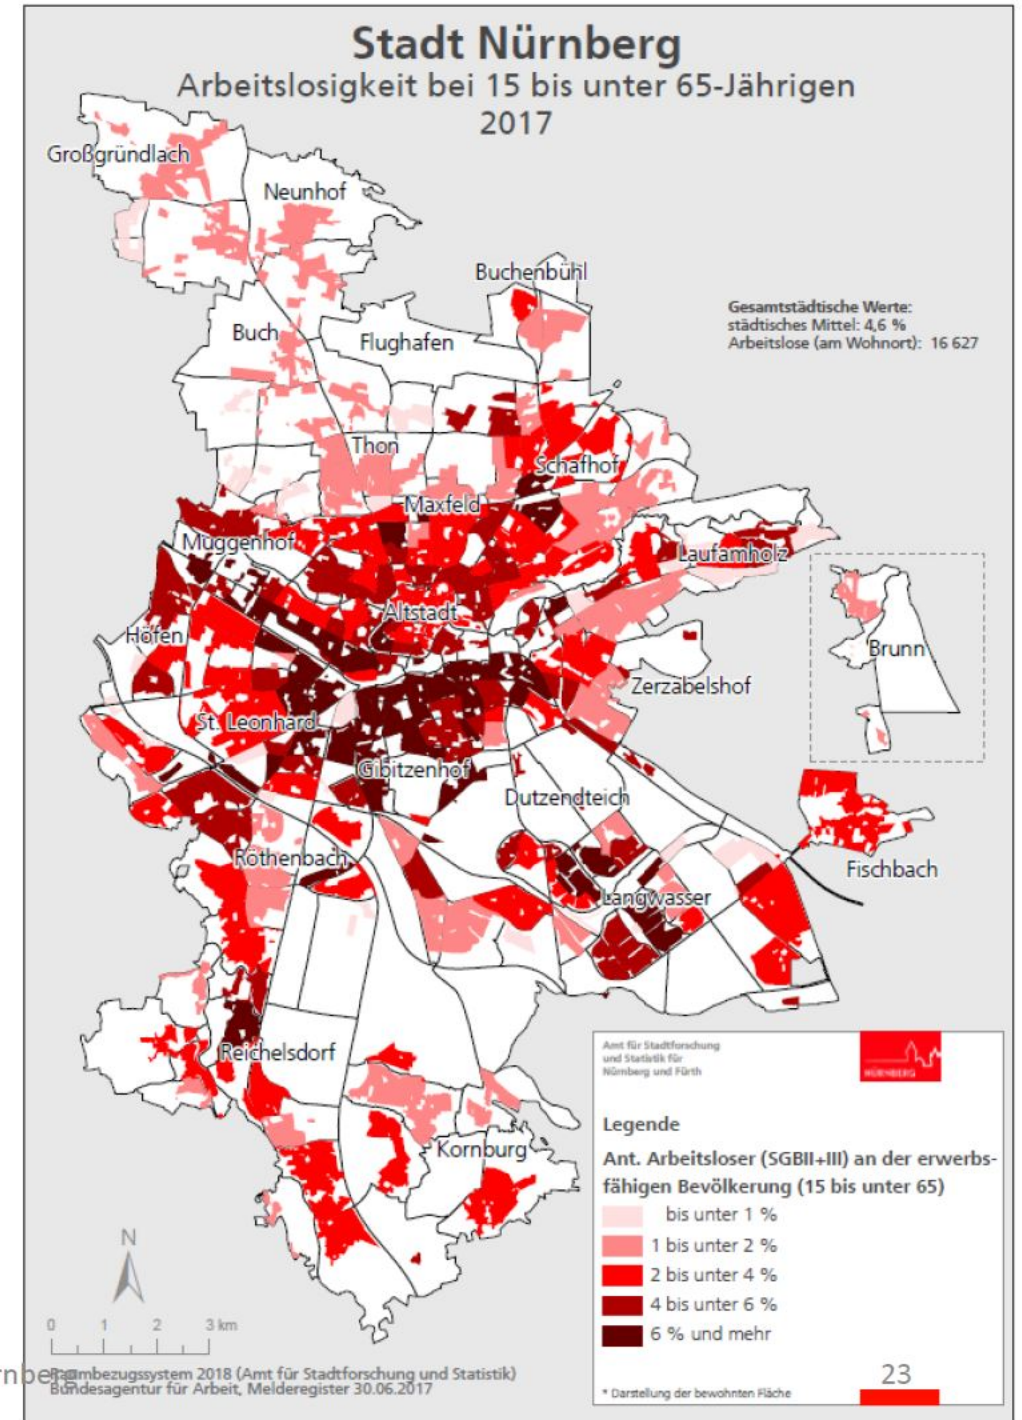 Stadt Nürnberg
Arbeitslosigkeit bei 15 bis unter 65-Jährigen
2017
Großgründlach
Neunhof
Buchenbühl
Gesamtstädtische Werte:
städtisches Mittel: 4,6 %
Arbeitslose (am Wohnort): 16 627
Buch
Flughafen
Thon
Schafhof
Maxfeld
Muggenhof
Laufamholz
Altstadt
Höfen
Brunn
Zerzabelshof
St. Leonhard
Gibitzenhof
Dutzendteich
Röthenbach
Fischbach
Langwasser
Reichelsdorf
Kornburg
Amt für Stadtforschung
und Statistik für
Nürnberg und Fürth
NÜRNBERG
Legende
Ant. Arbeitsloser (SGBII+III) an der erwerbs-
fähigen Bevölkerung (15 bis unter 65)
bis unter 1 %
1 bis unter 2 %
2 bis unter 4 %
4 bis unter 6 %
6 % und mehr
* Darstellung der bewohnten Fläche
N
0 1 2 3 km
Raumbezugssystem 2018 (Amt für Stadtforschung und Statistik)
Bundesagentur für Arbeit, Melderegister 30.06.2017
rnberg
23